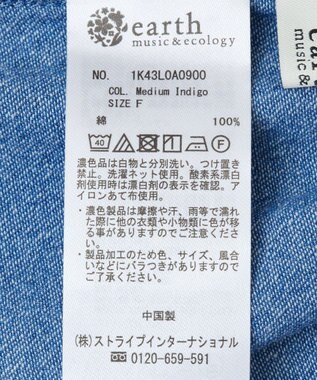 earth
music & ecology
NO. 1K43L0A0900
COL. Medium Indigo
SIZE F
綿 100%
40
F
濃色品は白物と分別洗い。つけ置き
禁止。洗濯ネット使用。酸素系漂白
剤使用時は漂白剤の表示を確認。ア
イロンあて布使用。
・濃色製品は摩擦や汗、雨等で濡れ
た際に他の衣類や小物類に色が移
る事がありますのでご注意くださ
い。
・製品加工のため色、サイズ、風合
いなどにバラつきがありますので
ご了承ください。
中国製
(株)ストライプインターナショナル
0120-659-591
music &